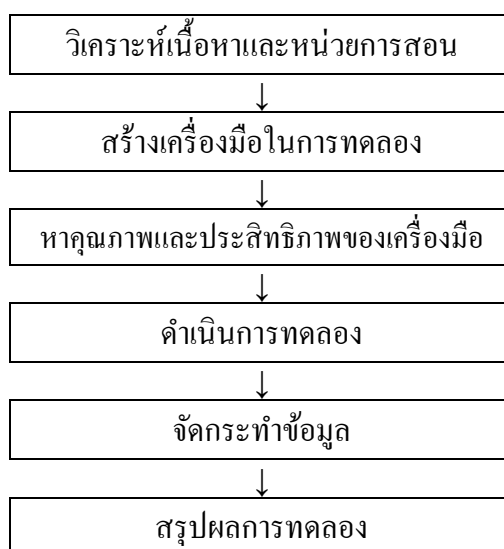 วิเคราะห์เนื้อหาและหน่วยการสอน
↓
สร้างเครื่องมือในการทดลอง
↓
หาคุณภาพและประสิทธิภาพของเครื่องมือ
↓
ดำเนินการทดลอง
↓
จัดกระทำข้อมูล
↓
สรุปผลการทดลอง